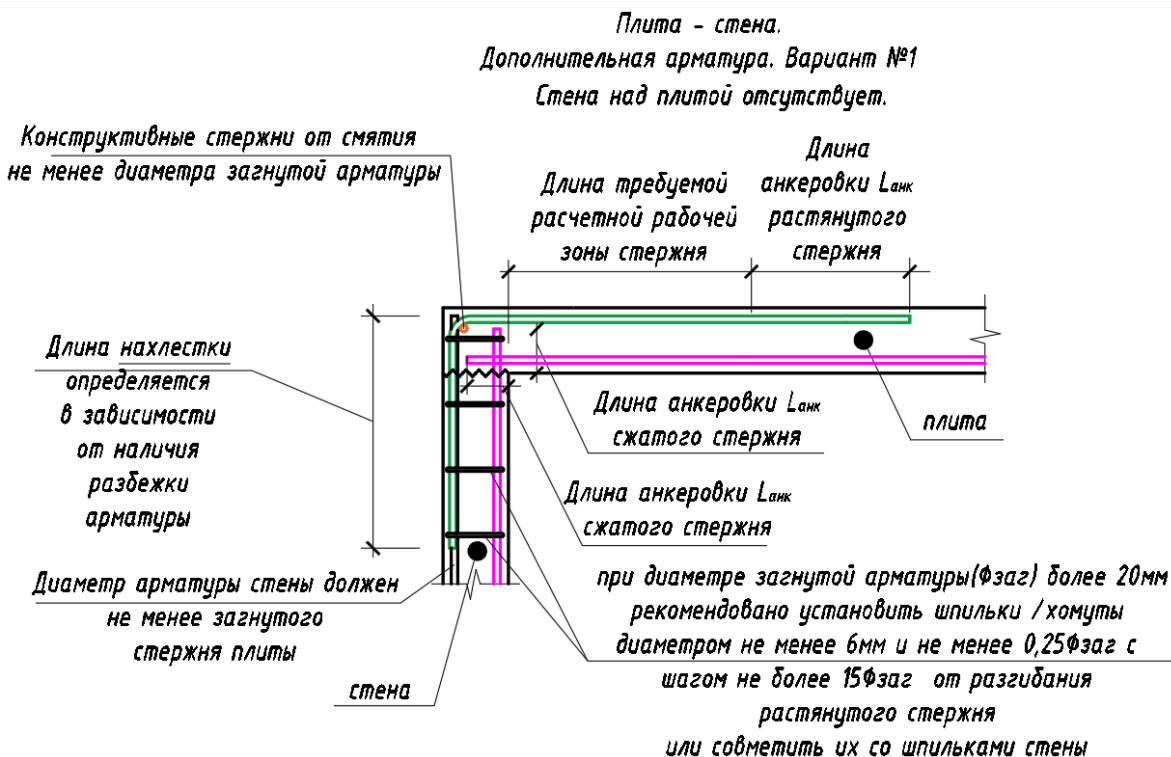 Плита - стена.
Дополнительная арматура. Вариант №1
Стена над плитой отсутствует.
Конструктивные стержни от смятия
не менее диаметра загнутой арматуры
Длина требуемой
расчетной рабочей
зоны стержня
Длина
анкеровки Lанк
растянутого
стержня
Длина нахлестки
определяется
в зависимости
от наличия
разбежки
арматуры
Длина анкеровки Lанк
сжатого стержня
плита
Длина анкеровки Lанк
сжатого стержня
Диаметр арматуры стены должен
не менее загнутого
стержня плиты
стена
при диаметре загнутой арматуры(Фзаг) более 20мм
рекомендовано установить шпильки /хомуты
диаметром не менее 6мм и не менее 0,25Фзаг с
шагом не более 15Фзаг от разгибания
растянутого стержня
или совметить их со шпильками стены